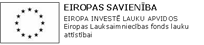 EIROPAS SAVIENĪBA
EIROPA INVESTĒ LAUKU APVIDOS
Eiropas Lauksaimniecības fonds lauku
attīstībai